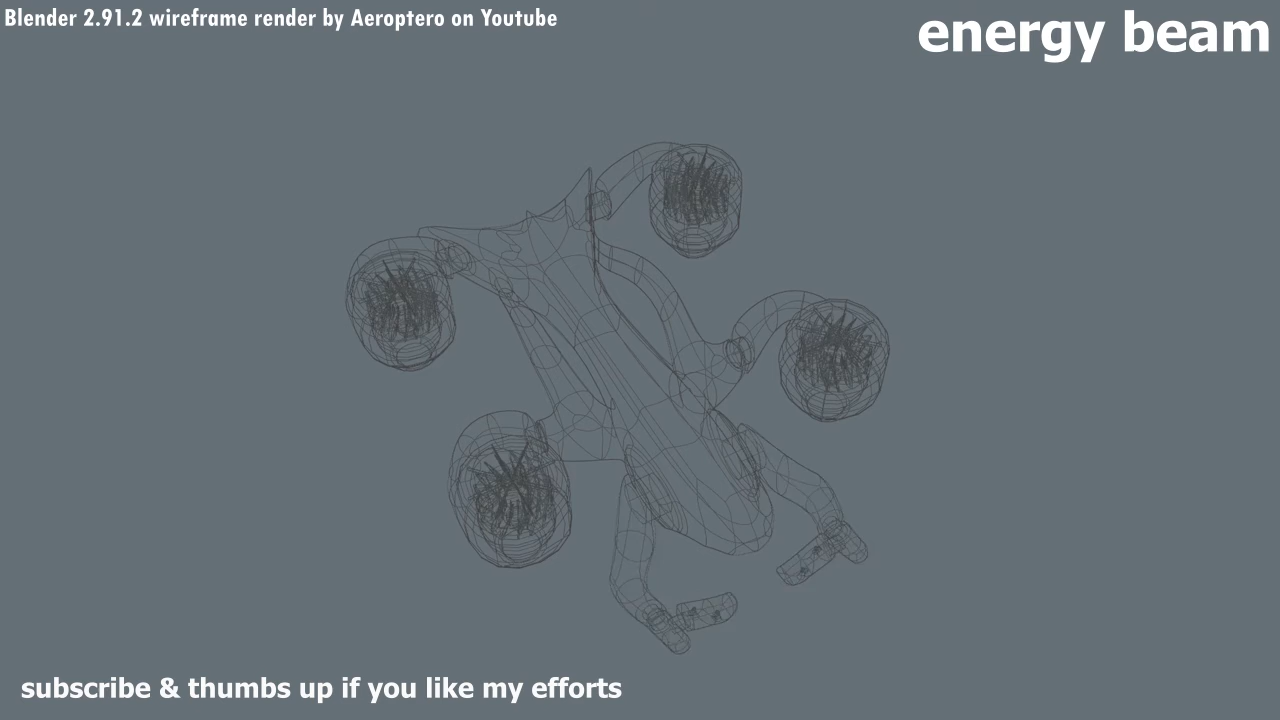 Blender 2.91.2 wireframe render by Aeroptero on Youtube
energy beam
subscribe & thumbs up if you like my efforts